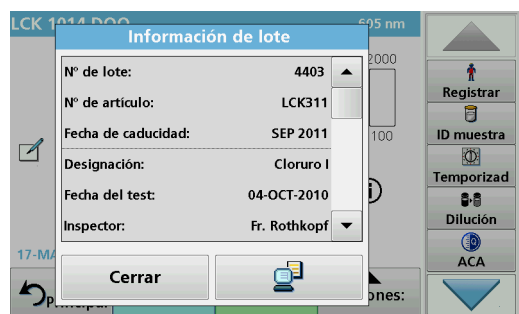 LCK 1014 DOO
605 nm
Información de lote
Nº de lote: 4403
Nº de artículo: LCK311
Fecha de caducidad: SEP 2011
Designación: Cloruro I
Fecha del test: 04-OCT-2010
Inspector: Fr. Rothkopf
Cerrar
2000
100
Registrar
ID muestra
Temporizad
Dilución
ACA
17-MA
ones: